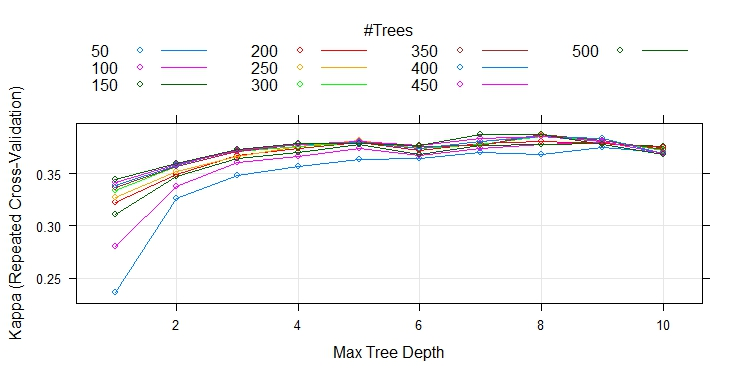 #Trees
50 200 350 500
100 250 400
150 300 450
Kappa (Repeated Cross-Validation)
0.35
0.30
0.25
2 4 6 8 10
Max Tree Depth